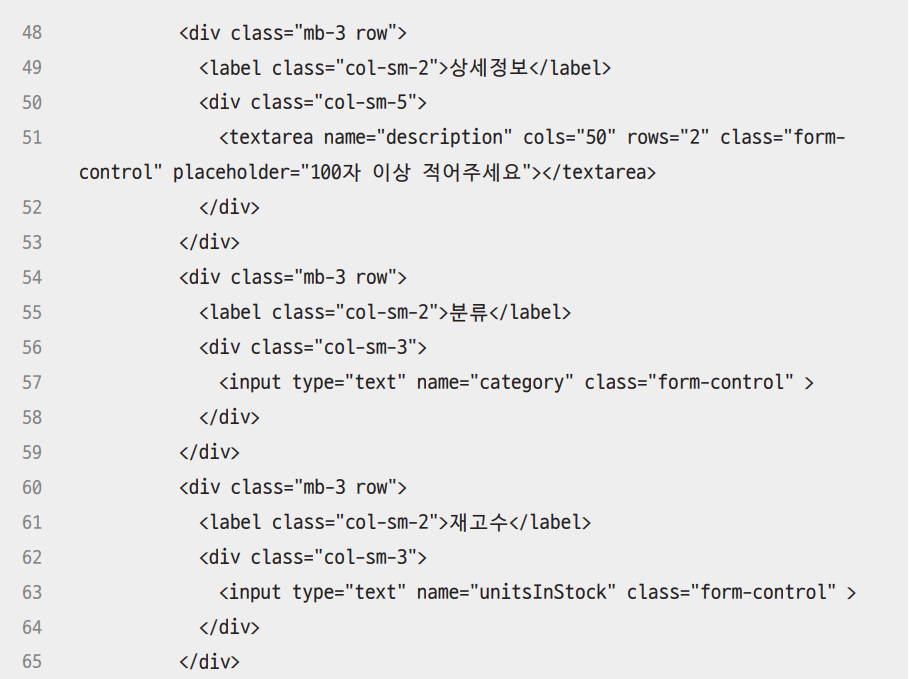 48 <div class="mb-3 row">
49 <label class="col-sm-2">상세정보</label>
50 <div class="col-sm-5">
51 <textarea name="description" cols="50" rows="2" class="form-
control" placeholder="100자 이상 적어주세요"></textarea>
52 </div>
53 </div>
54 <div class="mb-3 row">
55 <label class="col-sm-2">분류</label>
56 <div class="col-sm-3">
57 <input type="text" name="category" class="form-control" >
58 </div>
59 </div>
60 <div class="mb-3 row">
61 <label class="col-sm-2">재고수</label>
62 <div class="col-sm-3">
63 <input type="text" name="unitsInStock" class="form-control" >
64 </div>
65 </div>